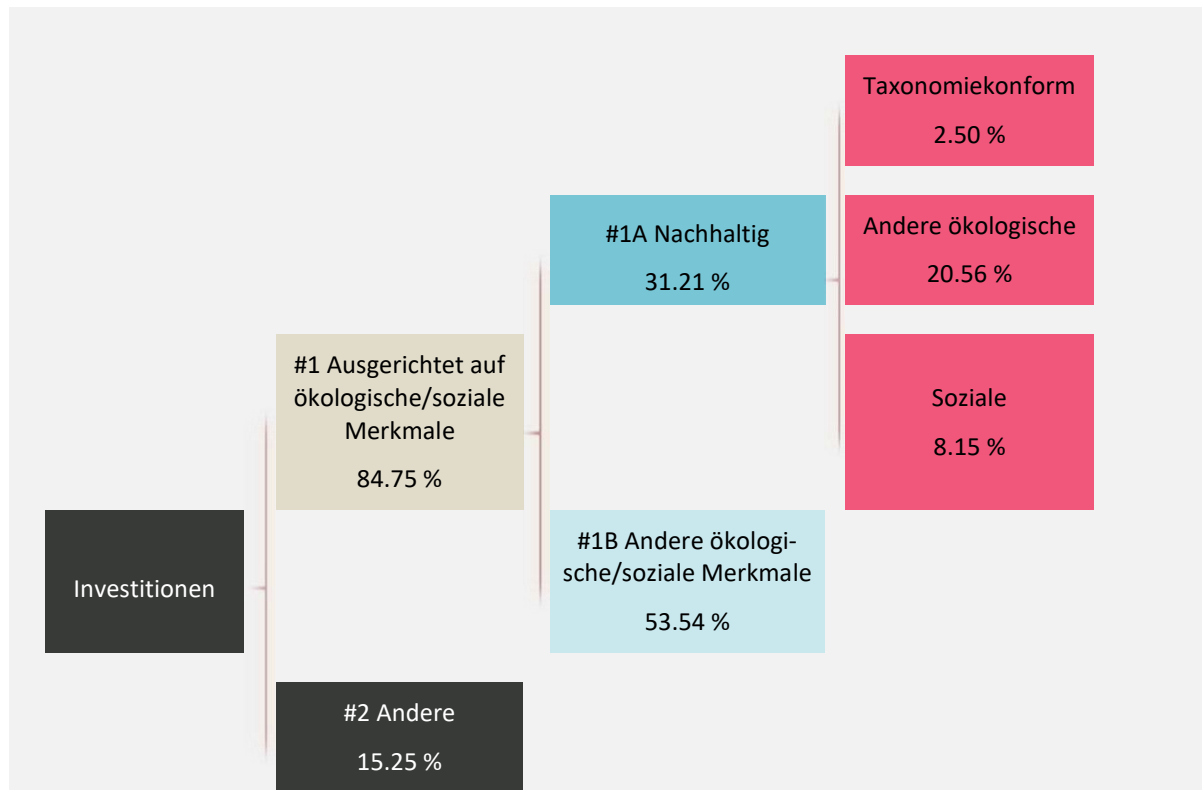 Taxonomiekonform
2.50 %
#1A Nachhaltig
31.21 %
Andere ökologische
20.56 %
#1 Ausgerichtet auf
ökologische/soziale
Merkmale
84.75 %
Soziale
8.15 %
Investitionen
#1B Andere ökologi-
sche/soziale Merkmale
53.54 %
#2 Andere
15.25 %